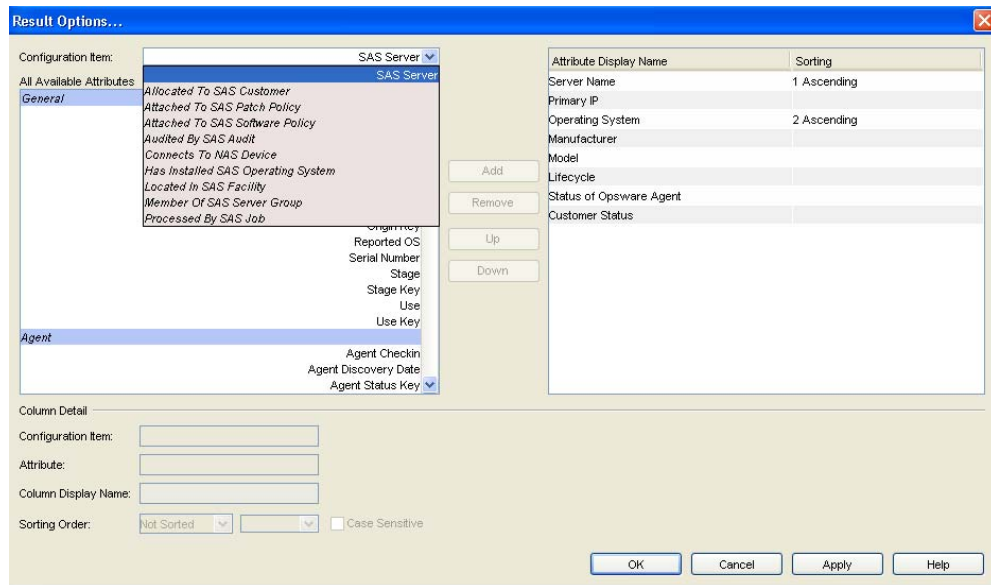 Result Options...
Configuration Item: SAS Server
All Available Attributes
SAS Server
Allocated To SAS Customer
Attached To SAS Patch Policy
Attached To SAS Software Policy
Audited By SAS Audit
Connects To NAS Device
Has Installed SAS Operating System
Located In SAS Facility
Member Of SAS Server Group
Processed By SAS Job
General
Origin Key
Reported OS
Serial Number
Stage
Stage Key
Use
Use Key
Agent
Agent Checkin
Agent Discovery Date
Agent Status Key
Add
Remove
Up
Down
Attribute Display Name Sorting
Server Name 1 Ascending
Primary IP
Operating System 2 Ascending
Manufacturer
Model
Lifecycle
Status of Opsware Agent
Customer Status
Column Detail
Configuration Item:
Attribute:
Column Display Name:
Sorting Order: Not Sorted Case Sensitive
OK Cancel Apply Help